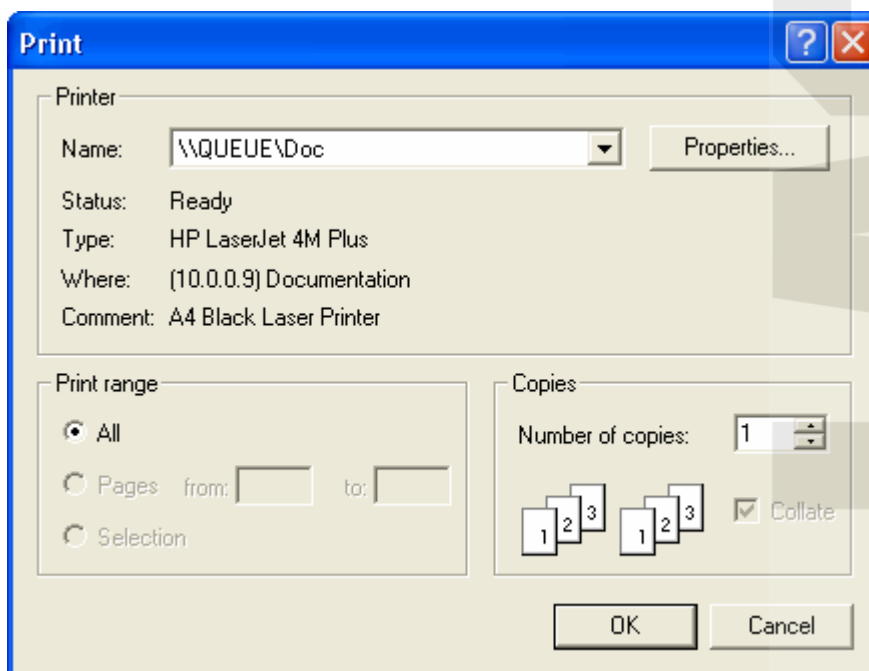 Print
Printer
Name: \\QUEUE\Doc Properties...
Status: Ready
Type: HP LaserJet 4M Plus
Where: (10.0.0.9) Documentation
Comment: A4 Black Laser Printer
Print range
All
Pages from: to:
Selection
Copies
Number of copies: 1
1 2 3 1 2 3 Collate
OK Cancel